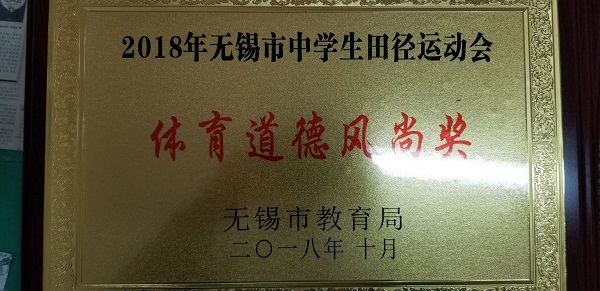 2018年无锡市中学生田径运动会
体育道德风尚奖
无锡市教育局
二〇一八年 十月